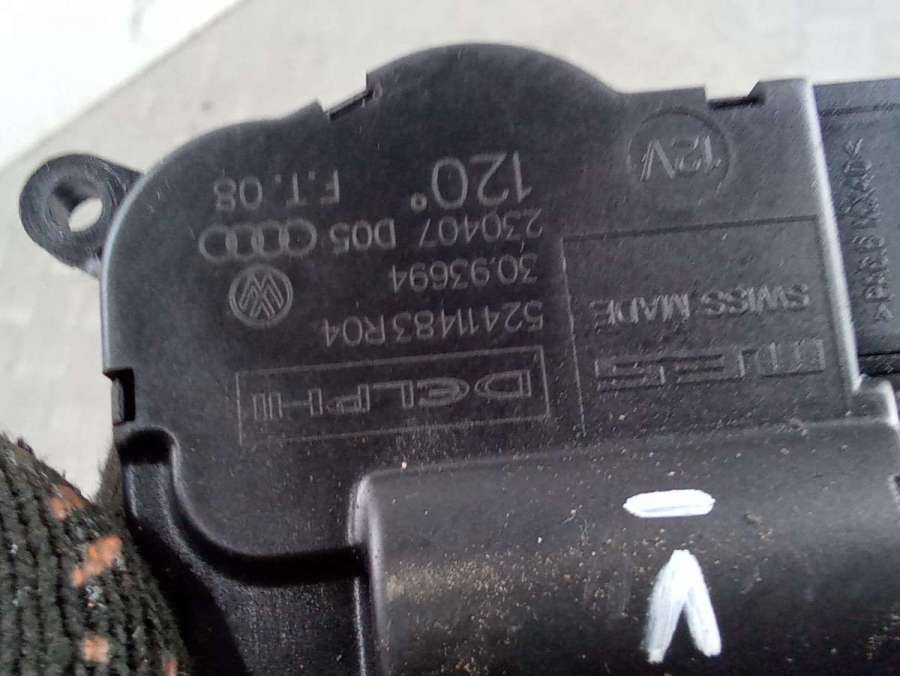 DELPHI
52411483R04
30.93694
230407 D05
120° F.T.08
MES
SWISS MADE
12V